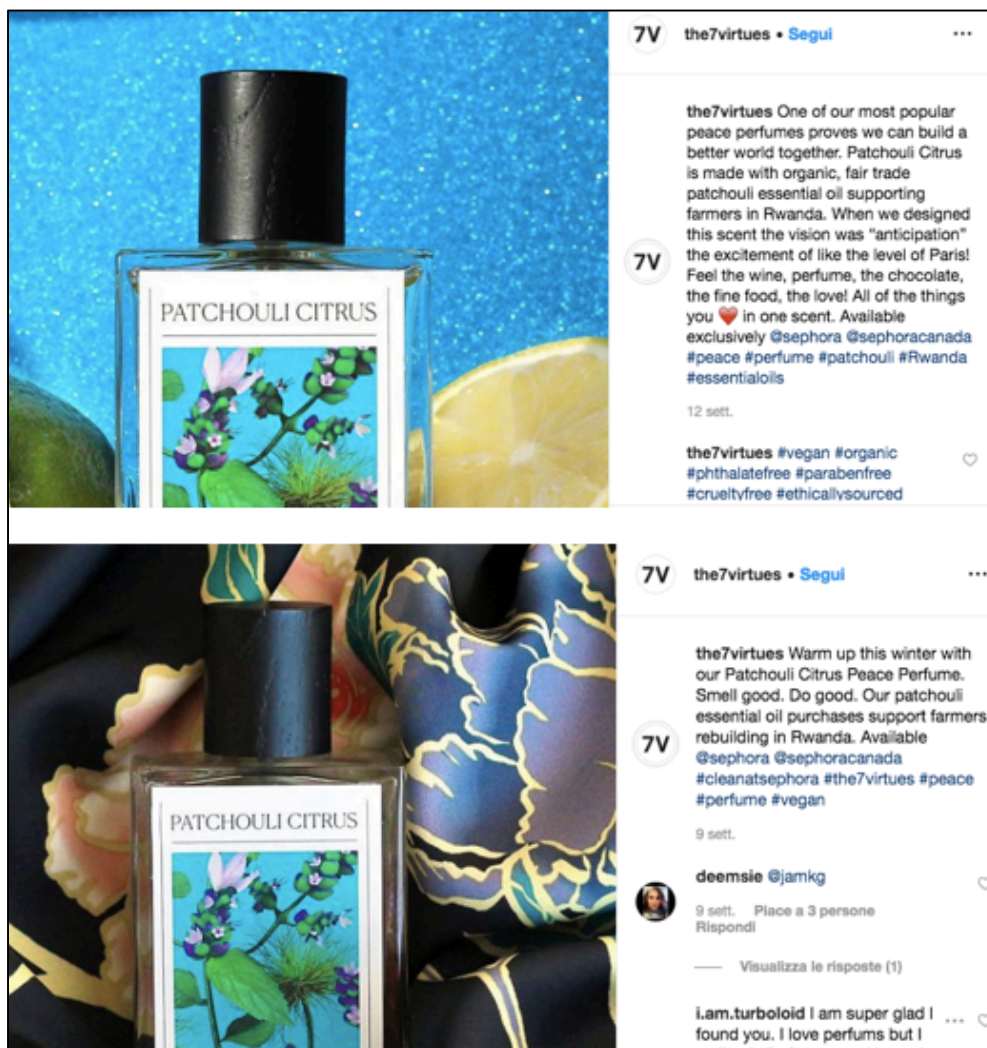 7V the7virtues • Segui ...
PATCHOULI CITRUS
7V
the7virtues One of our most popular
peace perfumes proves we can build a
better world together. Patchouli Citrus
is made with organic, fair trade
patchouli essential oil supporting
farmers in Rwanda. When we designed
this scent the vision was “anticipation”
the excitement of like the level of Paris!
Feel the wine, perfume, the chocolate,
the fine food, the love! All of the things
you ❤️ in one scent. Available
exclusively @sephora @sephoracanada
#peace #perfume #patchouli #Rwanda
#essentialoils
12 sett.
the7virtues #vegan #organic
#phthalatefree #parabenfree
#crueltyfree #ethicallysourced
7V the7virtues • Segui ...
PATCHOULI CITRUS
7V
the7virtues Warm up this winter with
our Patchouli Citrus Peace Perfume.
Smell good. Do good. Our patchouli
essential oil purchases support farmers
rebuilding in Rwanda. Available
@sephora @sephoracanada
#cleanatsephora #the7virtues #peace
#perfume #vegan
9 sett.
deemsie @jamkg
9 sett. Piace a 3 persone
Rispondi
Visualizza le risposte (1)
i.am.turboloid I am super glad I ...
found you. I love perfums but I